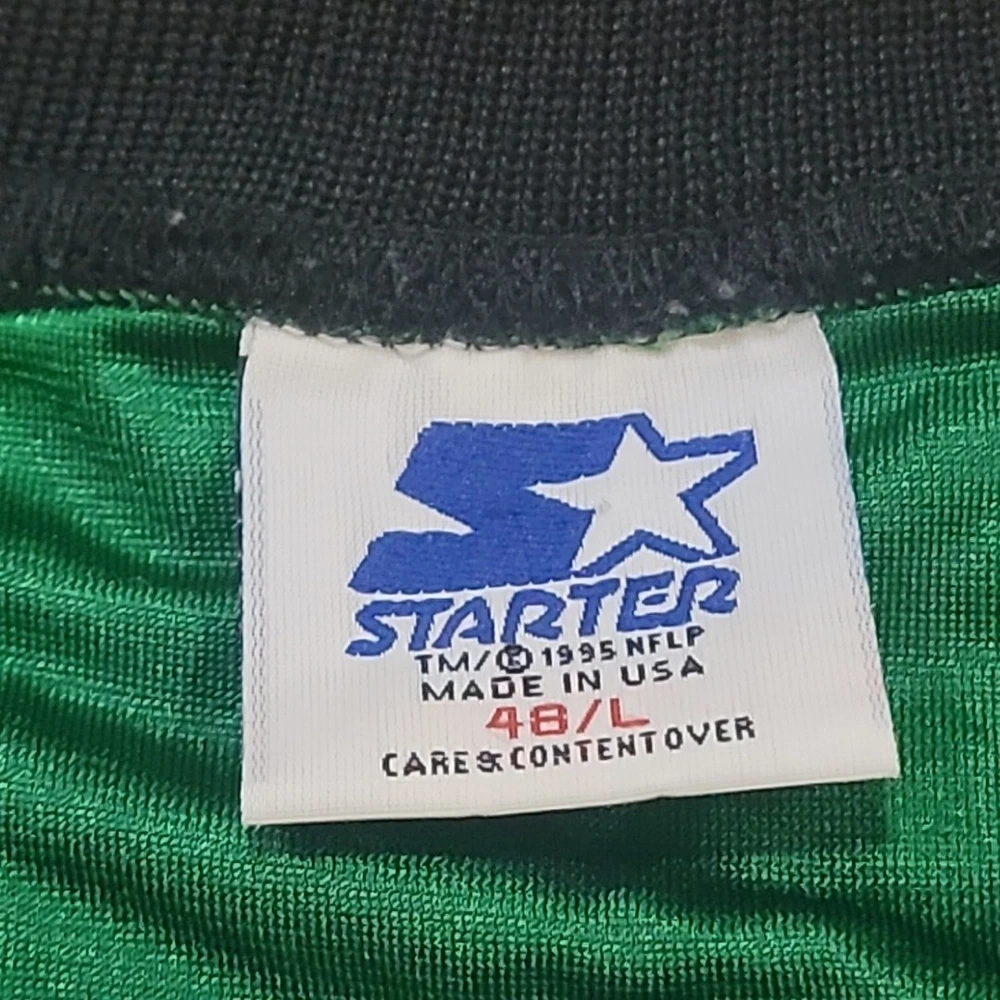 STARTER
TM/© 1995 NFLP
MADE IN USA
48/L
CARE & CONTENT OVER